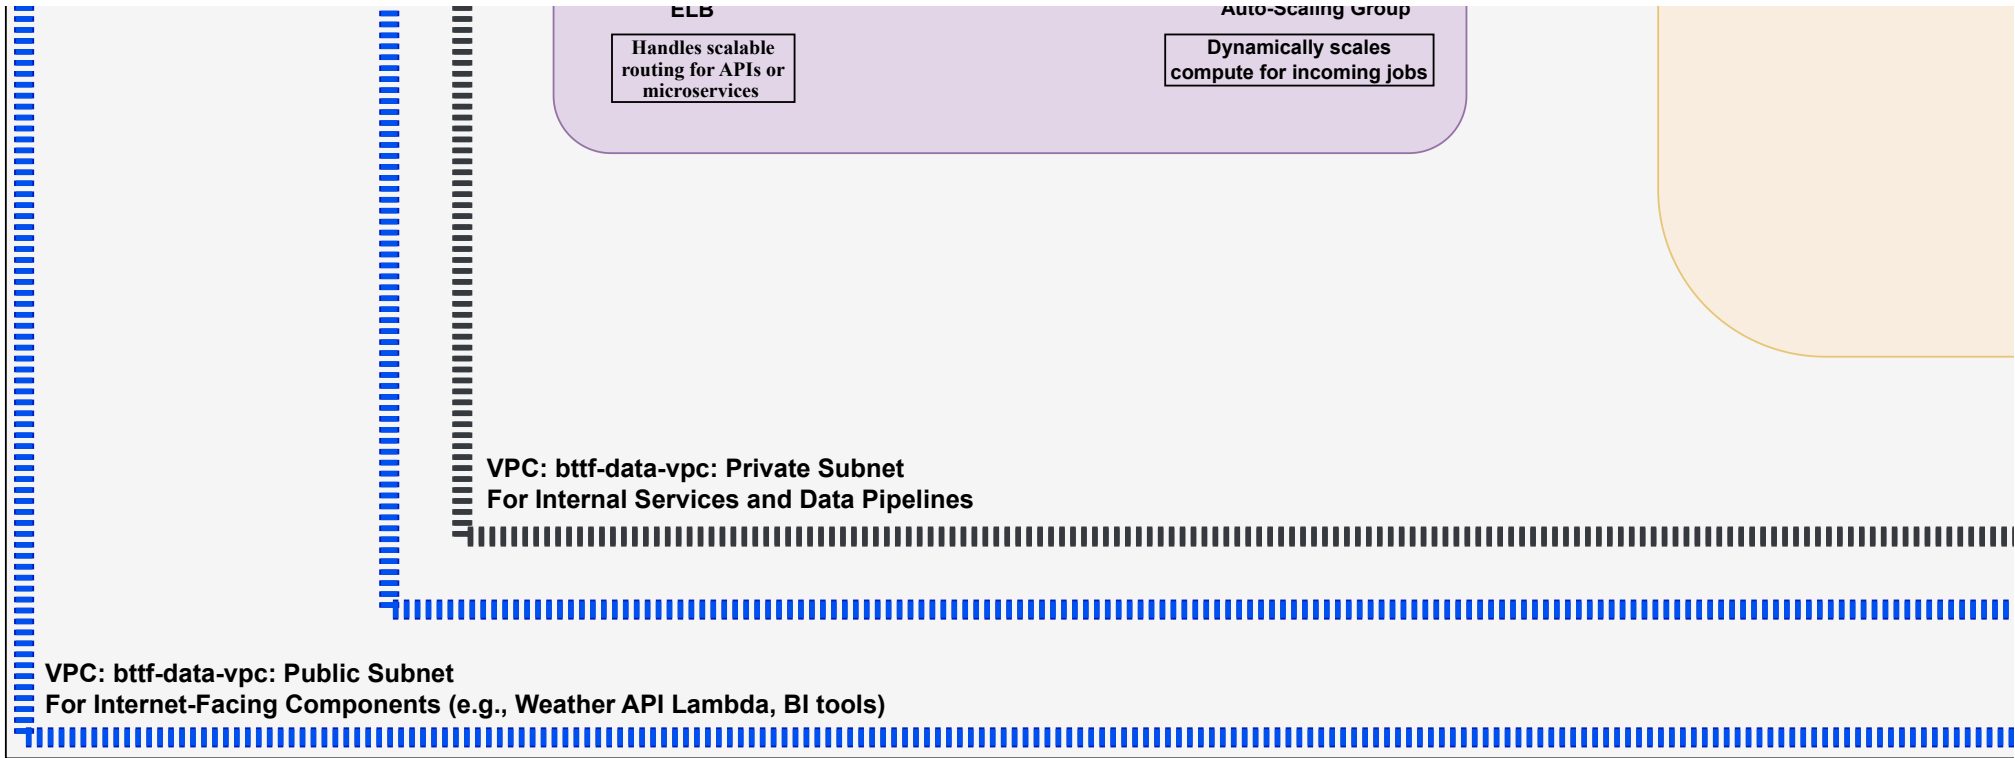 ELB
Auto-Scaling Group
Handles scalable
routing for APIs or
microservices
Dynamically scales
compute for incoming jobs
VPC: bttf-data-vpc: Private Subnet
For Internal Services and Data Pipelines
VPC: bttf-data-vpc: Public Subnet
For Internet-Facing Components (e.g., Weather API Lambda, BI tools)